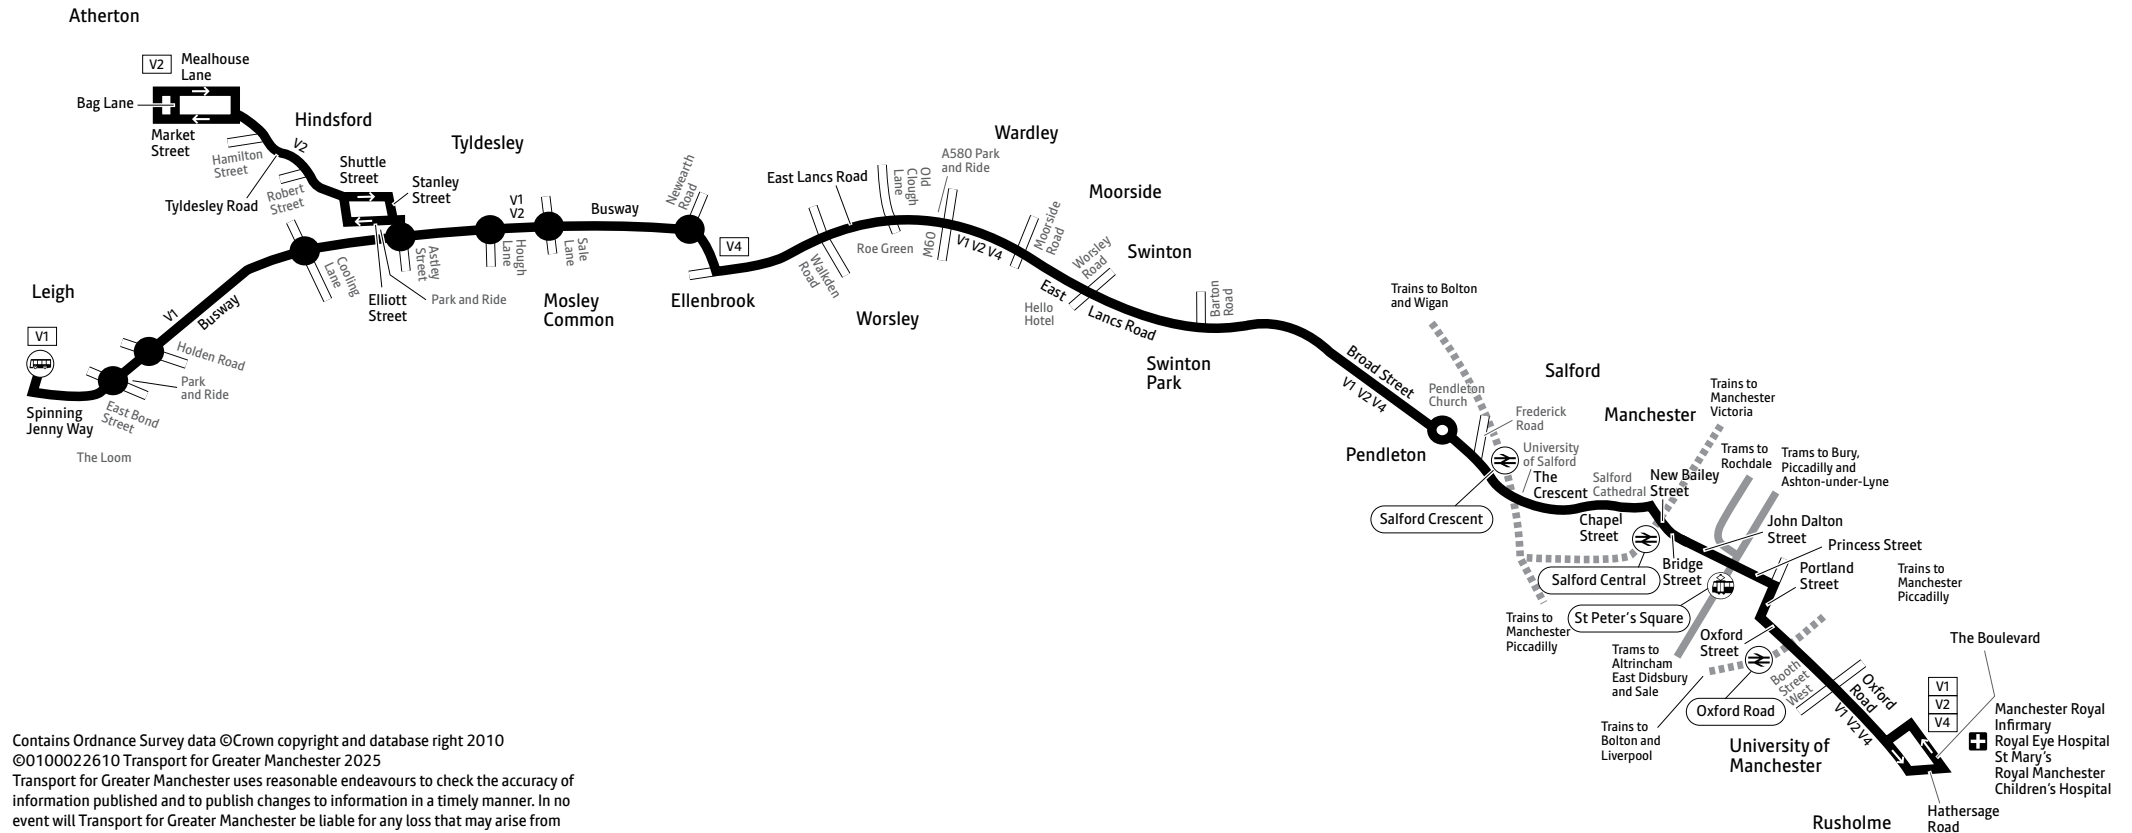 Atherton
V2
Mealhouse
Lane
Bag Lane
Market
Street
Hindsford
Hamilton
Street
V2
Tyldesley Road
Robert
Street
Shuttle
Street
Stanley
Street
Tyldesley
V1
V2
Busway
Newearth
Road
Cooling
Lane
Elliott
Street
Astley
Street
Park and Ride
Hough
Lane
Sale
Lane
Mosley
Common
V4
Ellenbrook
Leigh
V1
V1
Busway
Holden Road
Park
and Ride
Spinning
Jenny Way
East Bond
Street
The Loom
East Lancs Road
Walkden
Road
Worsley
Old
Clough
Lane
Roe Green
Wardley
A580 Park
and Ride
M60
V1 V2 V4
Moorside
Moorside
Road
Swinton
Worsley
Road
East
Lancs Road
Hello
Hotel
Barton
Road
Swinton
Park
Trains to Bolton
and Wigan
Broad Street
V1 V2 V4
Pendleton
Church
Pendleton
Salford
Frederick
Road
University
of Salford
The
Crescent
Salford Crescent
Manchester
Salford
Cathedral
New Bailey
Street
Chapel
Street
Trains to
Manchester
Victoria
Trams to
Rochdale
Trams to Bury,
Piccadilly and
Ashton-under-Lyne
John Dalton
Street
Princess Street
Portland
Street
Bridge
Street
Salford Central
St Peter's Square
Trains to
Manchester
Piccadilly
Trains to
Manchester
Piccadilly
Oxford
Street
Trams to
Altrincham
East Didsbury
and Sale
Oxford Road
Trains to
Bolton and
Liverpool
Booth
Street
West
Oxford
Road
V1 V2 V4
University of
Manchester
The Boulevard
V1
V2
V4
Manchester Royal
Infirmary
Royal Eye Hospital
St Mary's
Royal Manchester
Children's Hospital
Hathersage
Road
Rusholme
Contains Ordnance Survey data ©Crown copyright and database right 2010
©0100022610 Transport for Greater Manchester 2025
Transport for Greater Manchester uses reasonable endeavours to check the accuracy of
information published and to publish changes to information in a timely manner. In no
event will Transport for Greater Manchester be liable for any loss that may arise from